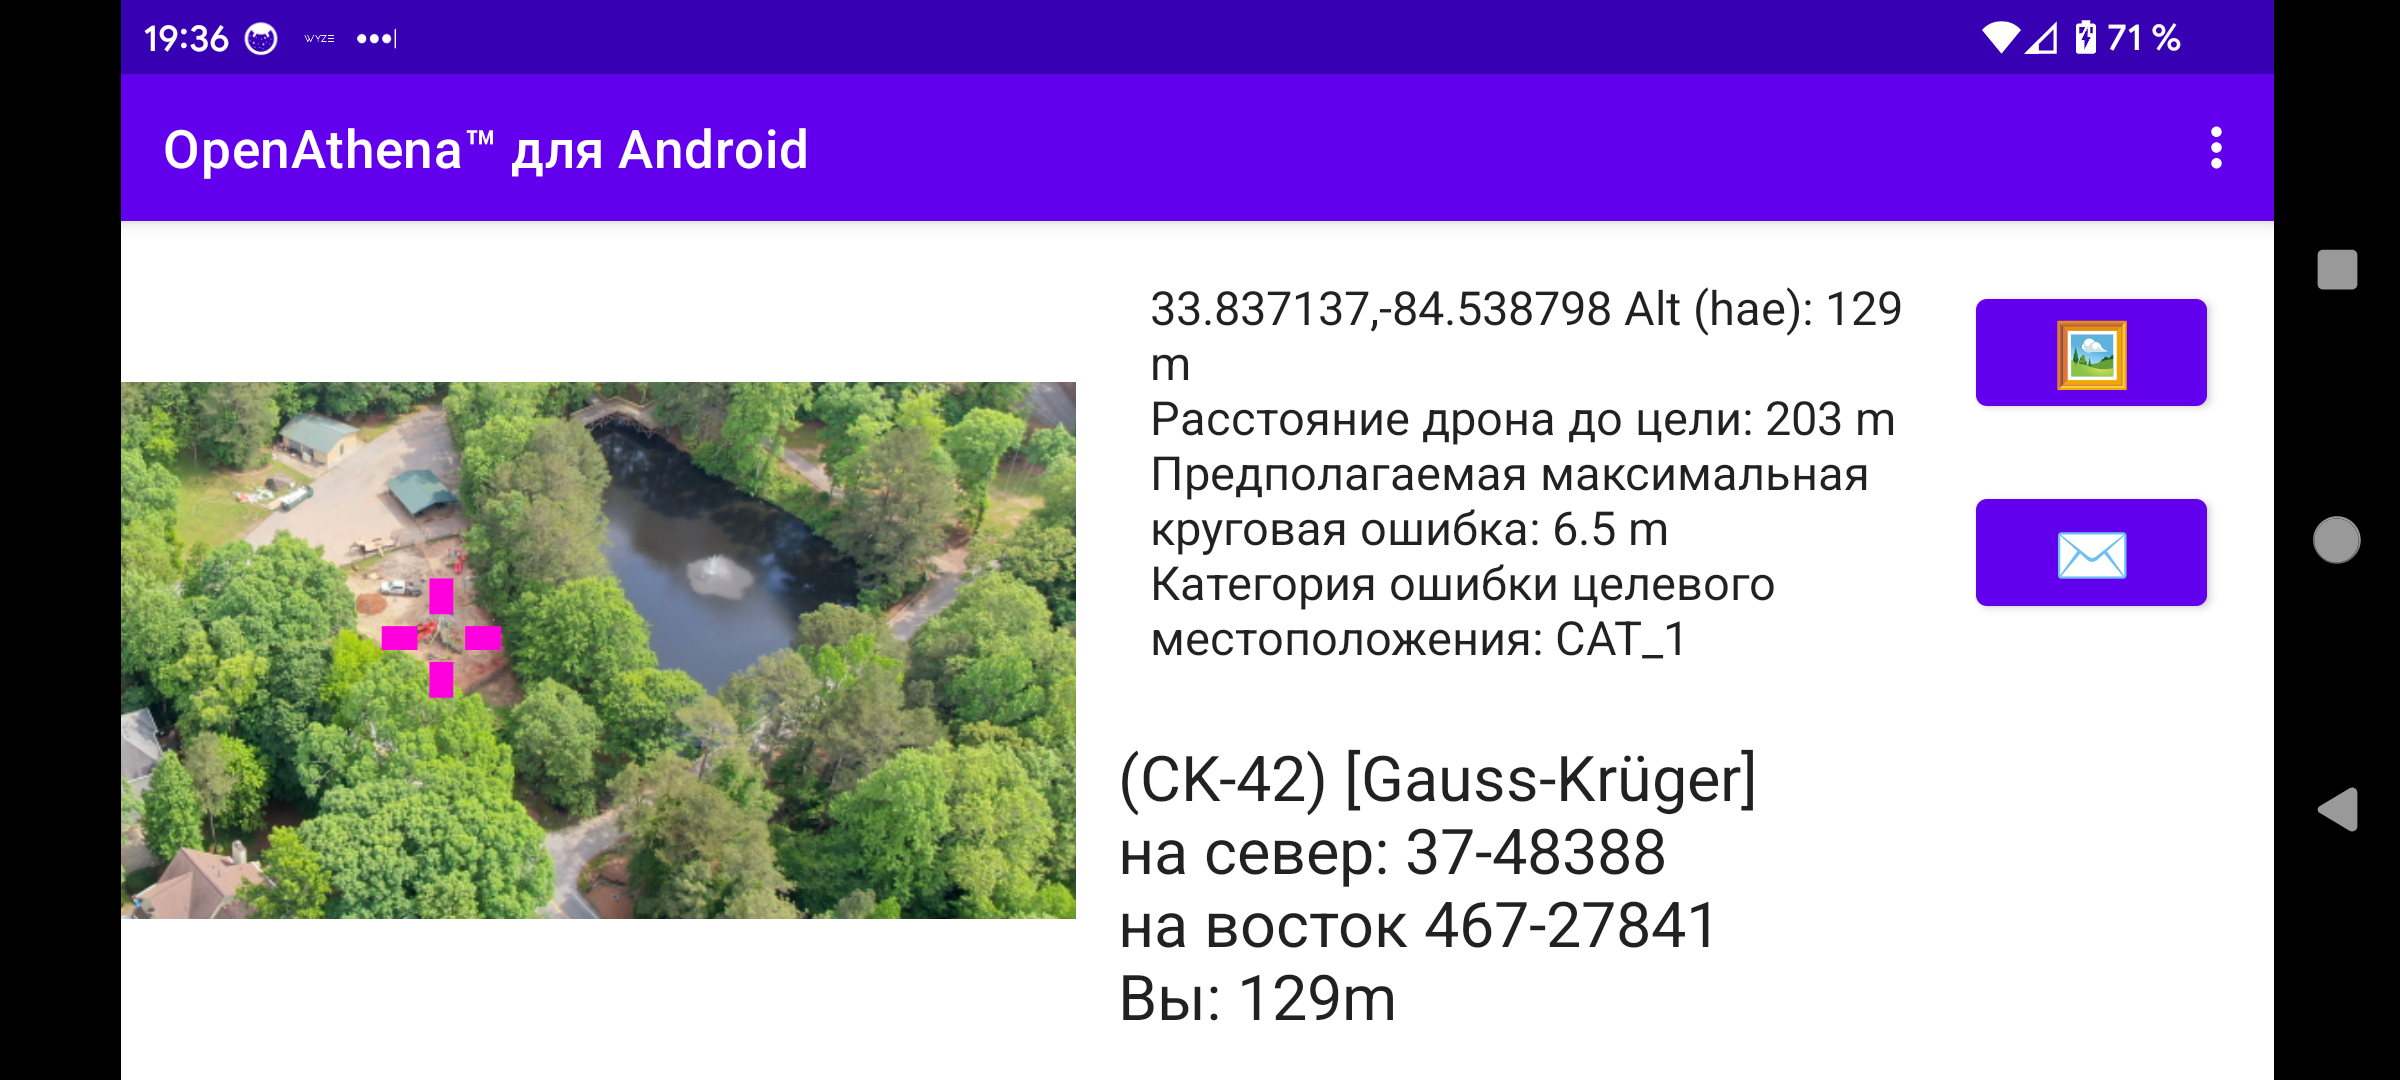 19:36 WYZE 71 %
OpenAthena™ для Android
33.837137,-84.538798 Alt (hae): 129
m
Расстояние дрона до цели: 203 m
Предполагаемая максимальная
круговая ошибка: 6.5 m
Категория ошибки целевого
местоположения: CAT_1
(CK-42) [Gauss-Krüger]
на север: 37-48388
на восток 467-27841
Вы: 129m